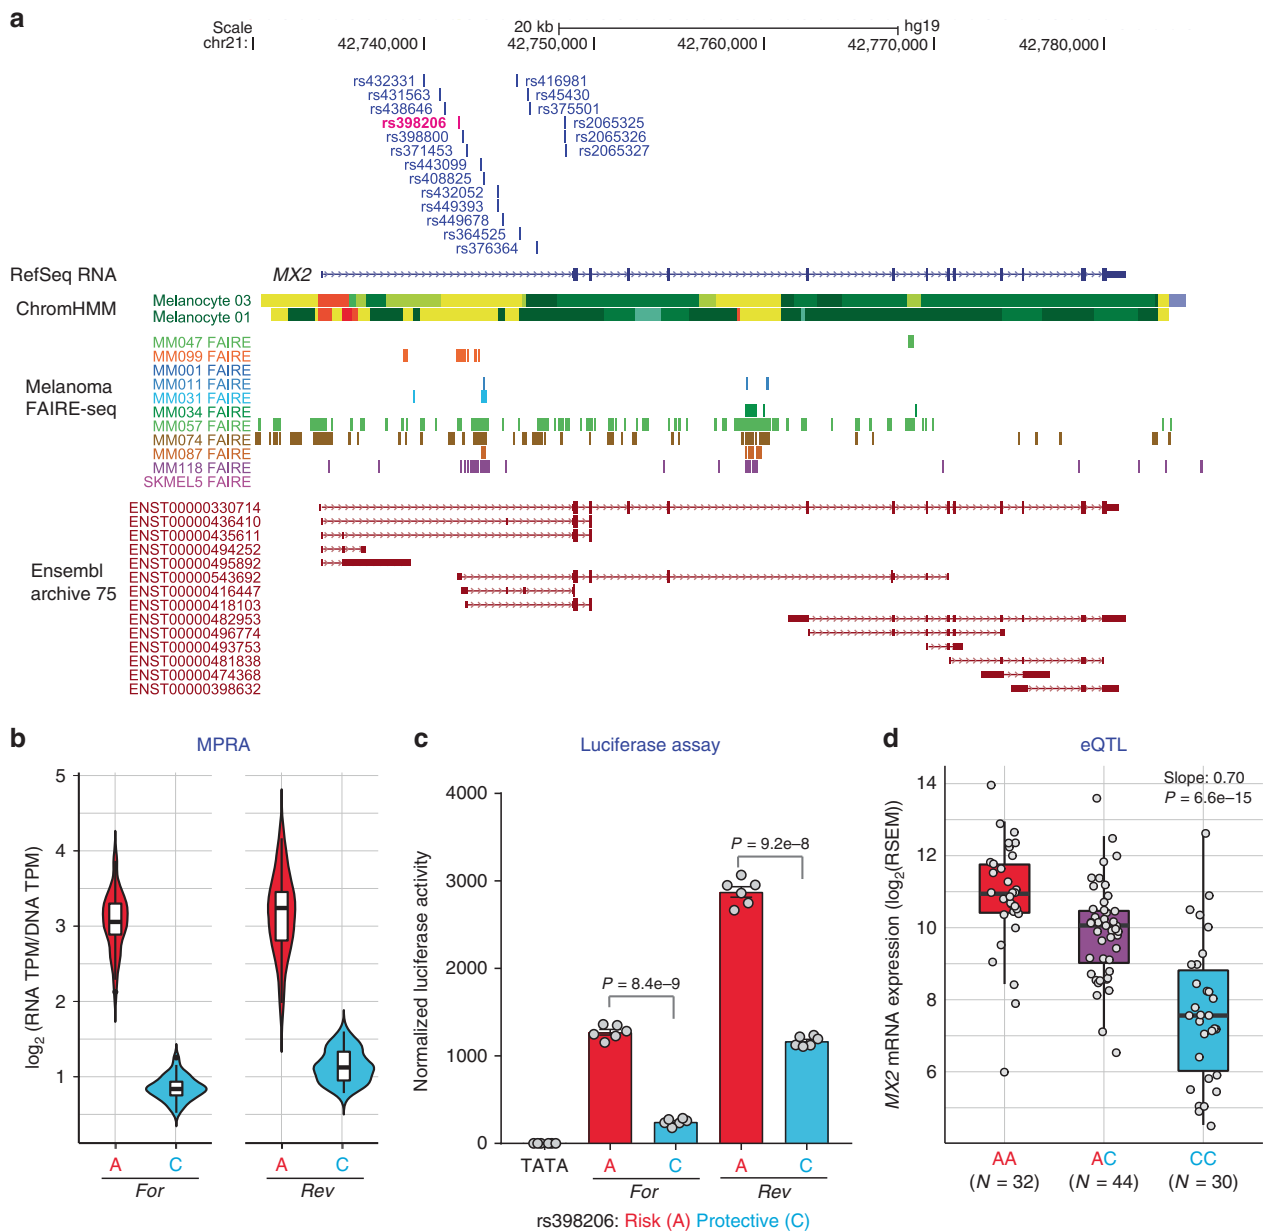 a
Scale
20 kb
hg19
chr21:
42,740,000
42,750,000
42,760,000
42,770,000
42,780,000
rs432331
rs416981
rs431563
rs45430
rs438646
rs375501
rs398206
rs2065325
rs398800
rs2065326
rs371453
rs2065327
rs443099
rs408825
rs432052
rs449393
rs449678
rs364525
rs376364
RefSeq RNA
MX2
ChromHMM
Melanocyte 03
Melanocyte 01
Melanoma
FAIRE-seq
MM047 FAIRE
MM099 FAIRE
MM001 FAIRE
MM011 FAIRE
MM031 FAIRE
MM034 FAIRE
MM057 FAIRE
MM074 FAIRE
MM087 FAIRE
MM118 FAIRE
SKMEL5 FAIRE
Ensembl
archive 75
ENST00000330714
ENST00000436410
ENST00000435611
ENST00000494252
ENST00000495892
ENST00000543692
ENST00000416447
ENST00000418103
ENST00000482953
ENST00000496774
ENST00000493753
ENST00000481838
ENST00000474368
ENST00000398632
b
MPRA
log2 (RNA TPM/DNA TPM)
5
4
3
2
1
A
C
A
C
For
Rev
c
Luciferase assay
Normalized luciferase activity
4000
3000
2000
1000
0
P = 8.4e–9
P = 9.2e–8
TATA
A
C
A
C
For
Rev
rs398206: Risk (A) Protective (C)
d
eQTL
Slope: 0.70
P = 6.6e–15
MX2 mRNA expression (log2(RSEM))
14
12
10
8
6
AA
AC
CC
(N = 32)
(N = 44)
(N = 30)